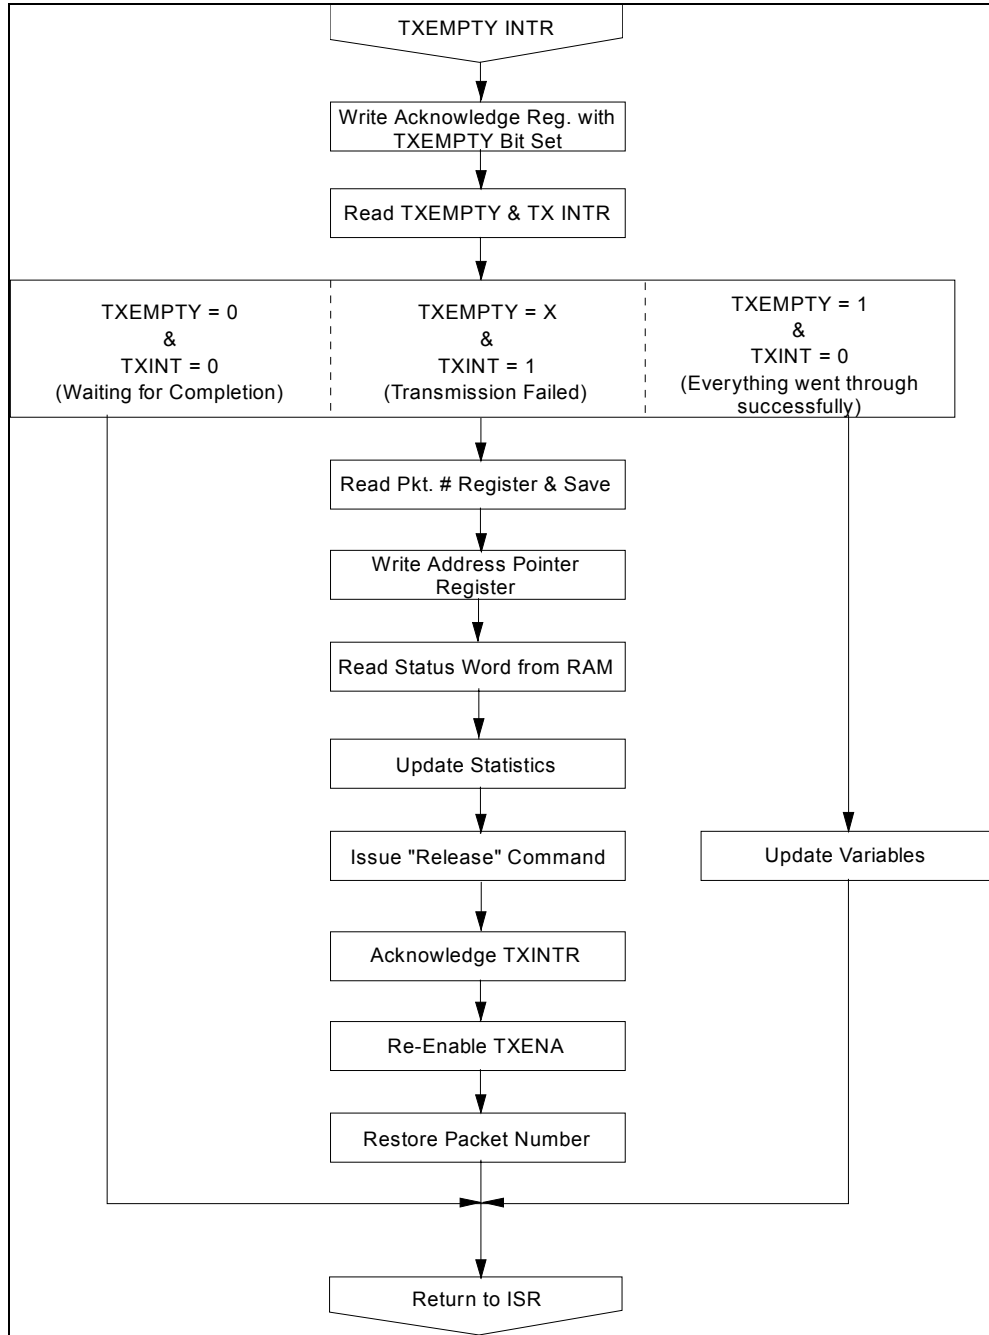 TXEMPTY INTR
Write Acknowledge Reg. with
TXEMPTY Bit Set
Read TXEMPTY & TX INTR
TXEMPTY = 0
&
TXINT = 0
(Waiting for Completion)
TXEMPTY = X
&
TXINT = 1
(Transmission Failed)
TXEMPTY = 1
&
TXINT = 0
(Everything went through
successfully)
Read Pkt. # Register & Save
Write Address Pointer
Register
Read Status Word from RAM
Update Statistics
Issue "Release" Command
Update Variables
Acknowledge TXINTR
Re-Enable TXENA
Restore Packet Number
Return to ISR